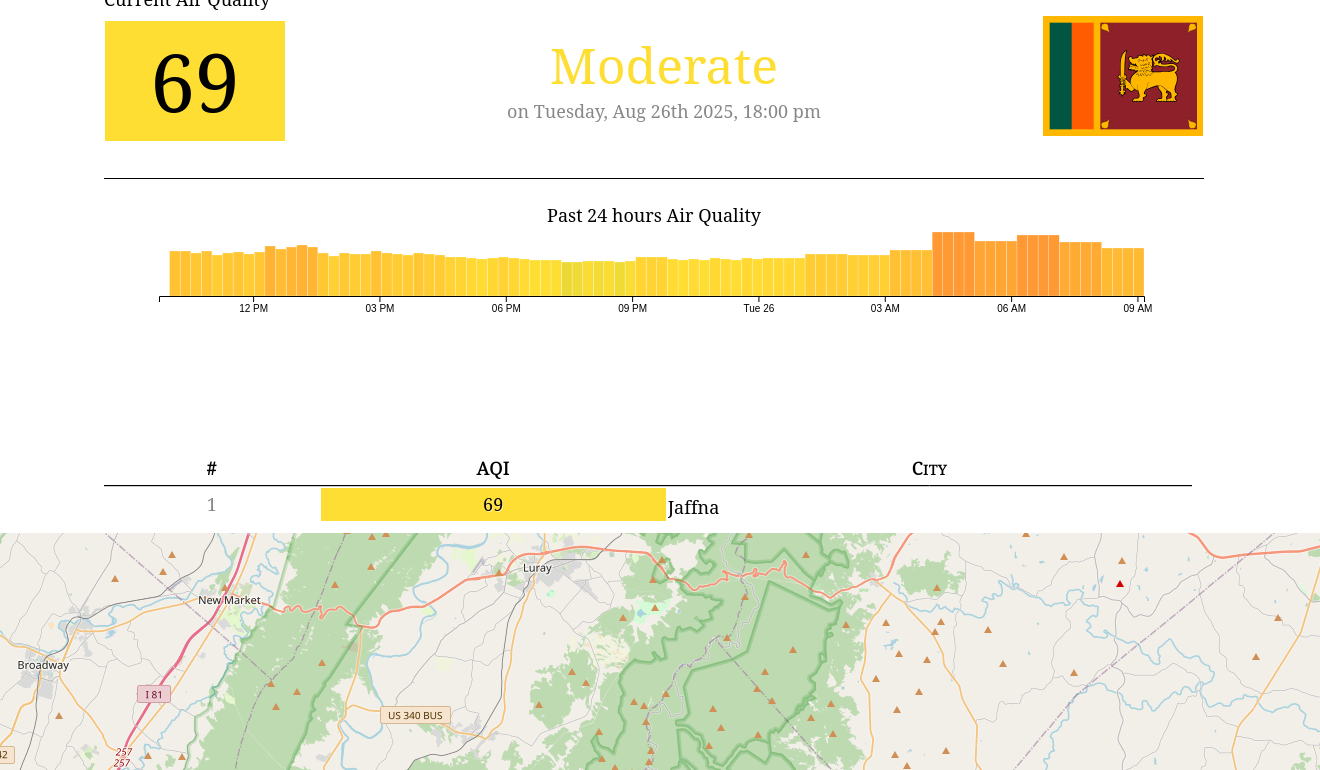 Current Air Quality
69
Moderate
on Tuesday, Aug 26th 2025, 18:00 pm
Past 24 hours Air Quality
12 PM 03 PM 06 PM 09 PM Tue 26 03 AM 06 AM 09 AM
# AQI City
1 69 Jaffna
Luray
New Market
Broadway
I 81
US 340 BUS
257
42
257